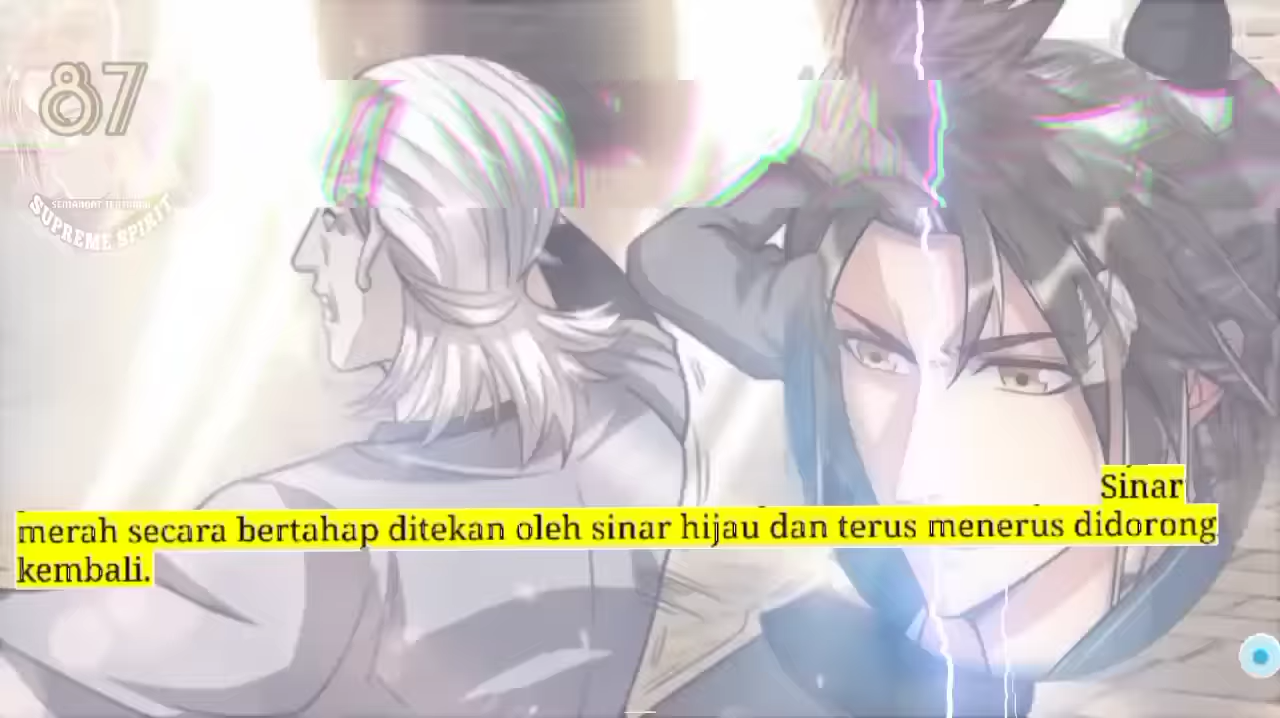 87
SUPREME SPIRIT
Sinar
merah secara bertahap ditekan oleh sinar hijau dan terus menerus didorong
kembali.